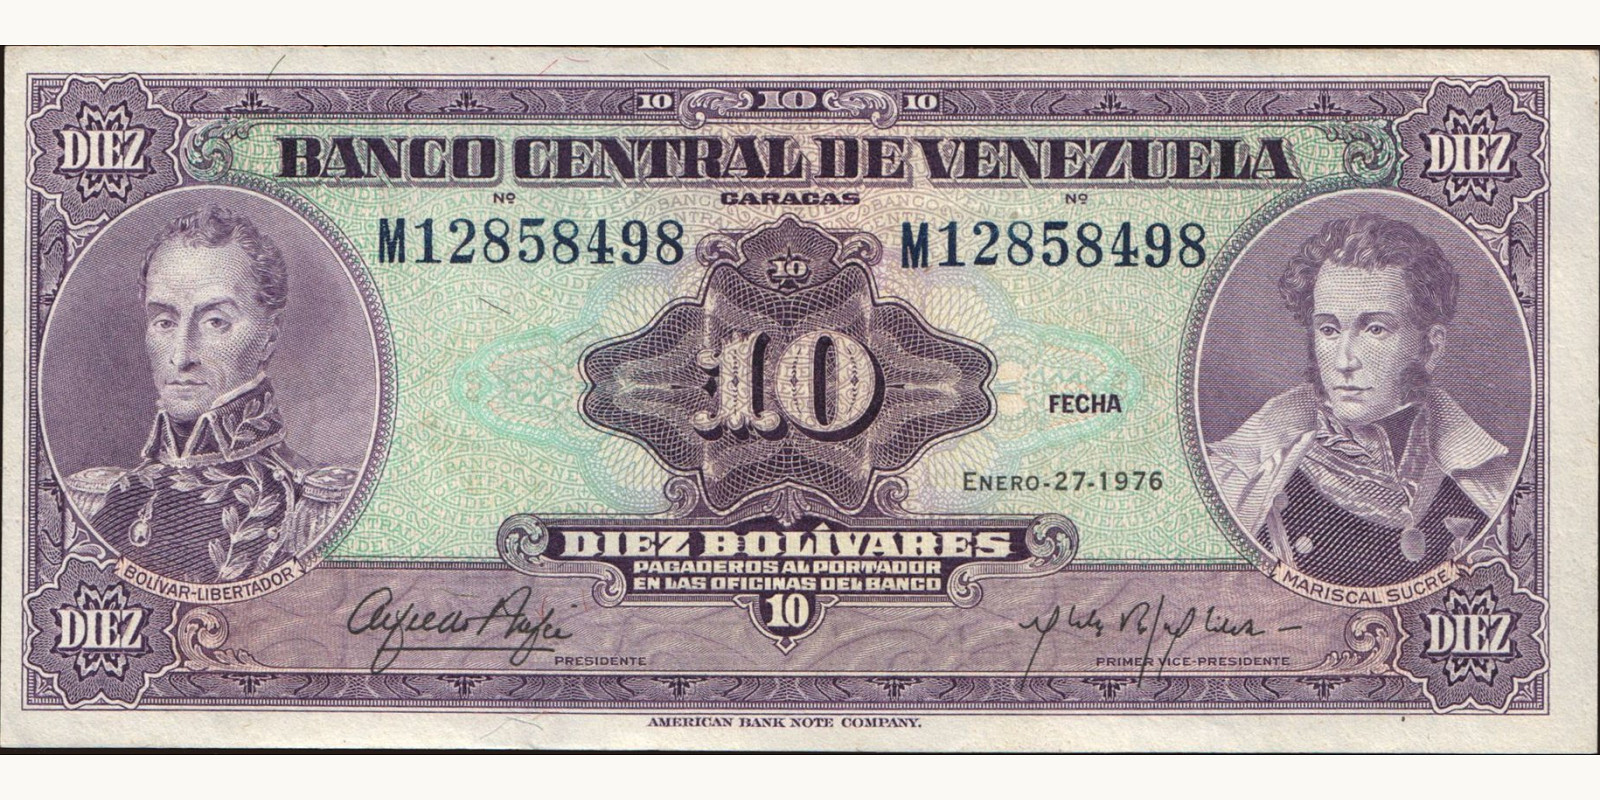 10 10 10
DIEZ DIEZ
BANCO CENTRAL DE VENEZUELA
Nº CARACAS Nº
M12858498 M12858498
10
10
FECHA
ENERO-27-1976
DIEZ BOLÍVARES
PAGADEROS AL PORTADOR
EN LAS OFICINAS DEL BANCO
10
BOLÍVAR-LIBERTADOR
MARISCAL SUCRE
DIEZ DIEZ
PRESIDENTE
PRIMER VICE-PRESIDENTE
AMERICAN BANK NOTE COMPANY.